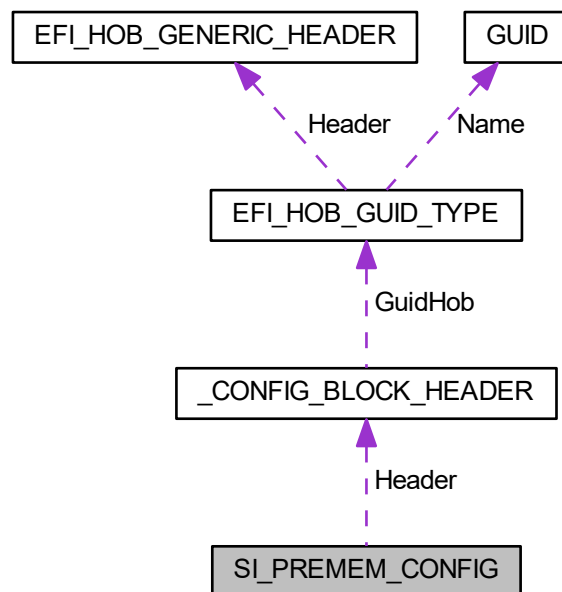 EFI_HOB_GENERIC_HEADER
GUID
Header
Name
EFI_HOB_GUID_TYPE
GuidHob
_CONFIG_BLOCK_HEADER
Header
SI_PREMEM_CONFIG